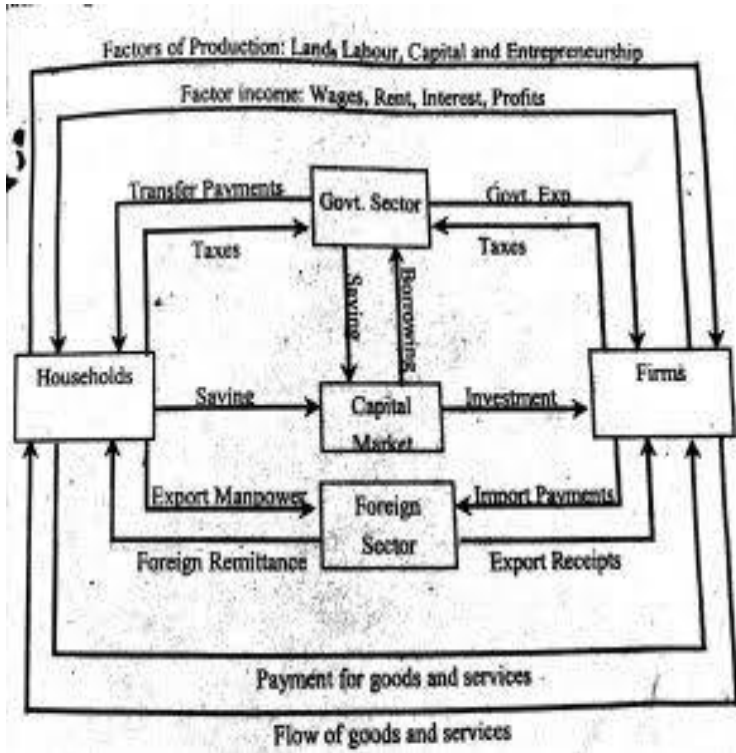 Factors of Production: Land, Labour, Capital and Entrepreneurship
Factor income: Wages, Rent, Interest, Profits
Transfer Payments
Govt. Sector
Govt. Exp
Taxes
Taxes
Saving
Borrowing
Households
Firms
Saving
Capital
Market
Investment
Export Manpower
Foreign
Sector
Import Payments
Foreign Remittance
Export Receipts
Payment for goods and services
Flow of goods and services